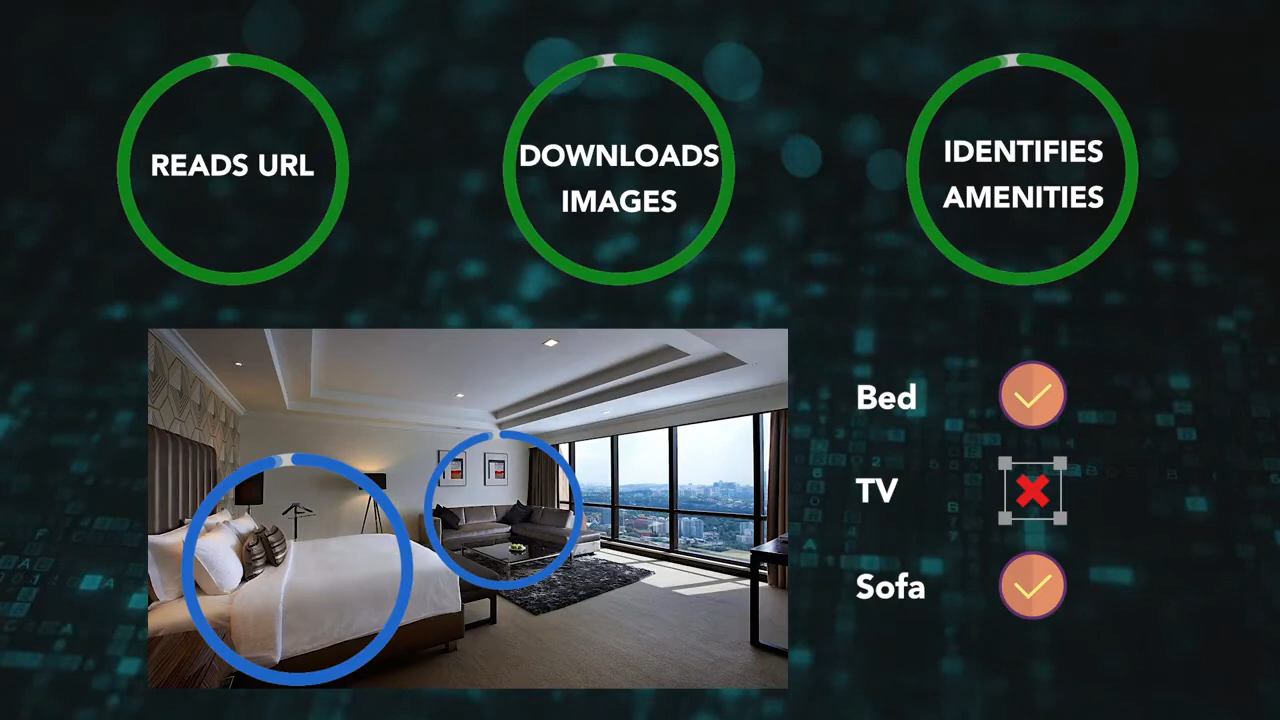 READS URL
DOWNLOADS
IMAGES
IDENTIFIES
AMENITIES
Bed
TV
Sofa